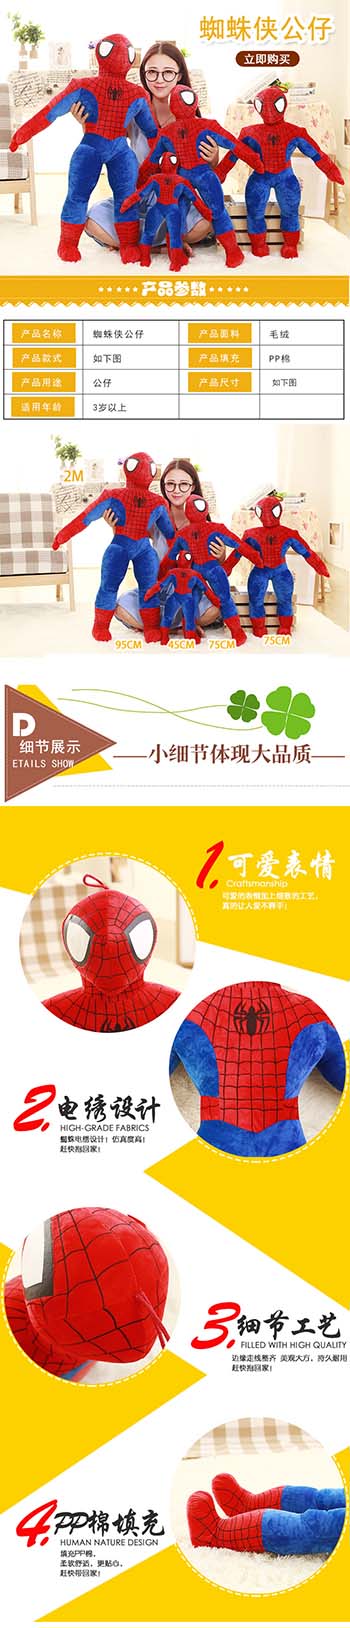 蜘蛛侠公仔
立即购买
产品参数
产品名称 蜘蛛侠公仔 产品面料 毛绒
产品款式 如下图 产品填充 PP棉
产品用途 公仔 产品尺寸 如下图
适用年龄 3岁以上
2M
95CM 45CM 75CM 75CM
D
细节展示
ETAILS SHOW
小细节体现大品质
1.可爱表情
Craftsmanship
可爱的表情加上细致的工艺,
真的让人爱不释手!
2.电绣设计
HIGH-GRADE FABRICS
蜘蛛电绣设计!仿真度高!
赶快抱回家!
3.细节工艺
FILLED WITH HIGH QUALITY
边缘走线整齐 美观大方,持久耐用
赶快抱回家!
4.PP棉填充
HUMAN NATURE DESIGN
填充PP棉,
柔软舒适,更贴心,
赶快带回家!